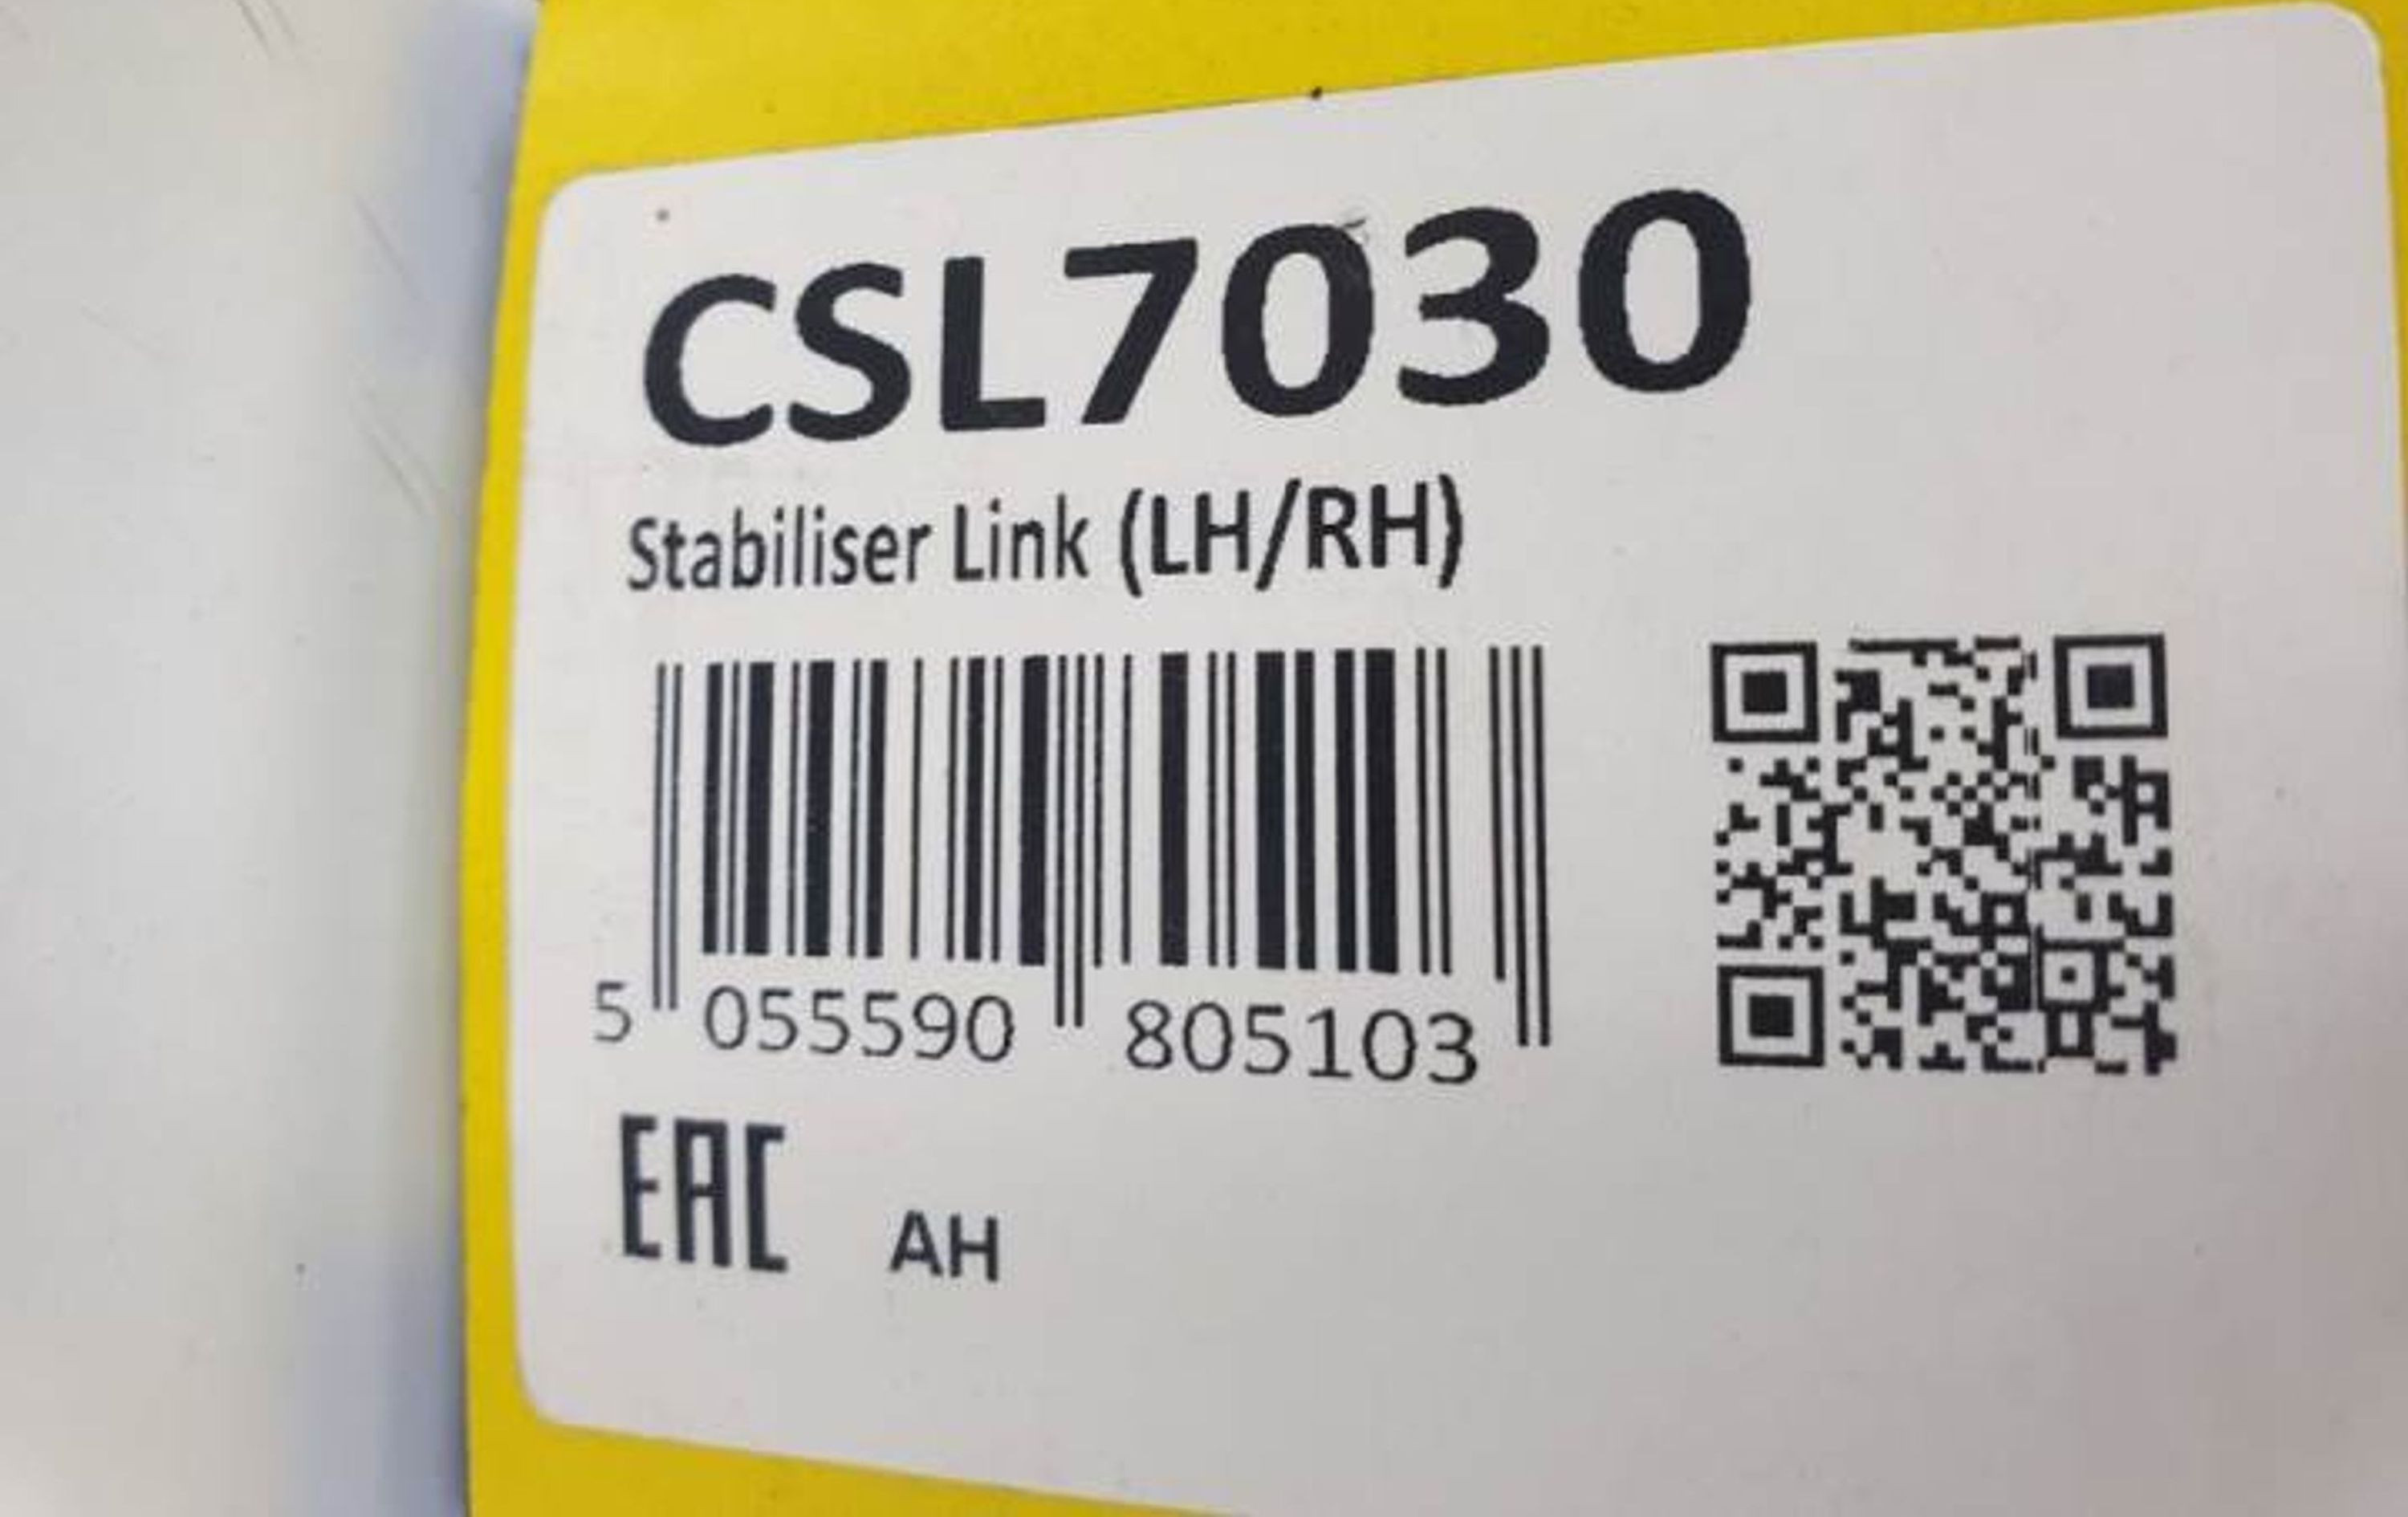 CSL7030
Stabiliser Link (LH/RH)
5 055590 805103
EAC AH